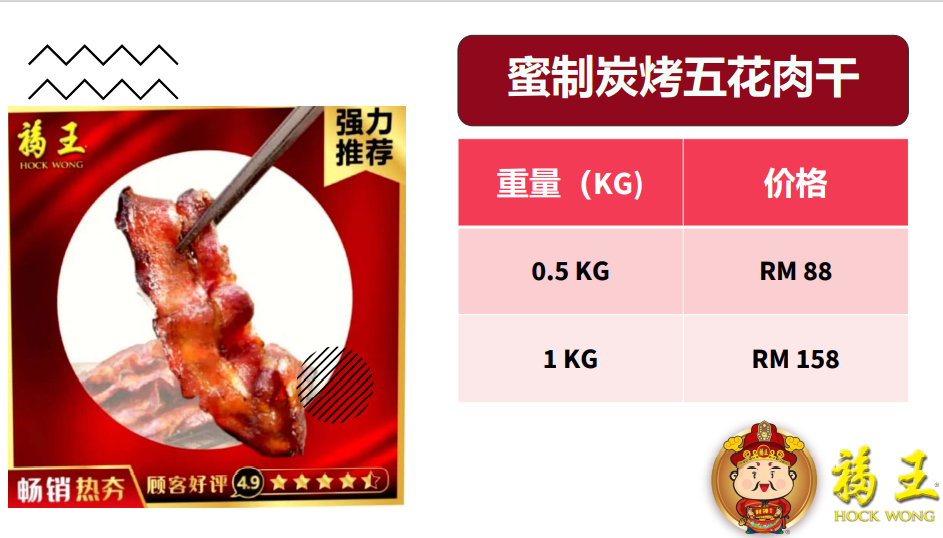 福王
HOCK WONG
强力
推荐
畅销热夯
顾客好评 4.9
蜜制炭烤五花肉干
重量（KG) 价格
0.5 KG RM 88
1 KG RM 158
福王
HOCK WONG